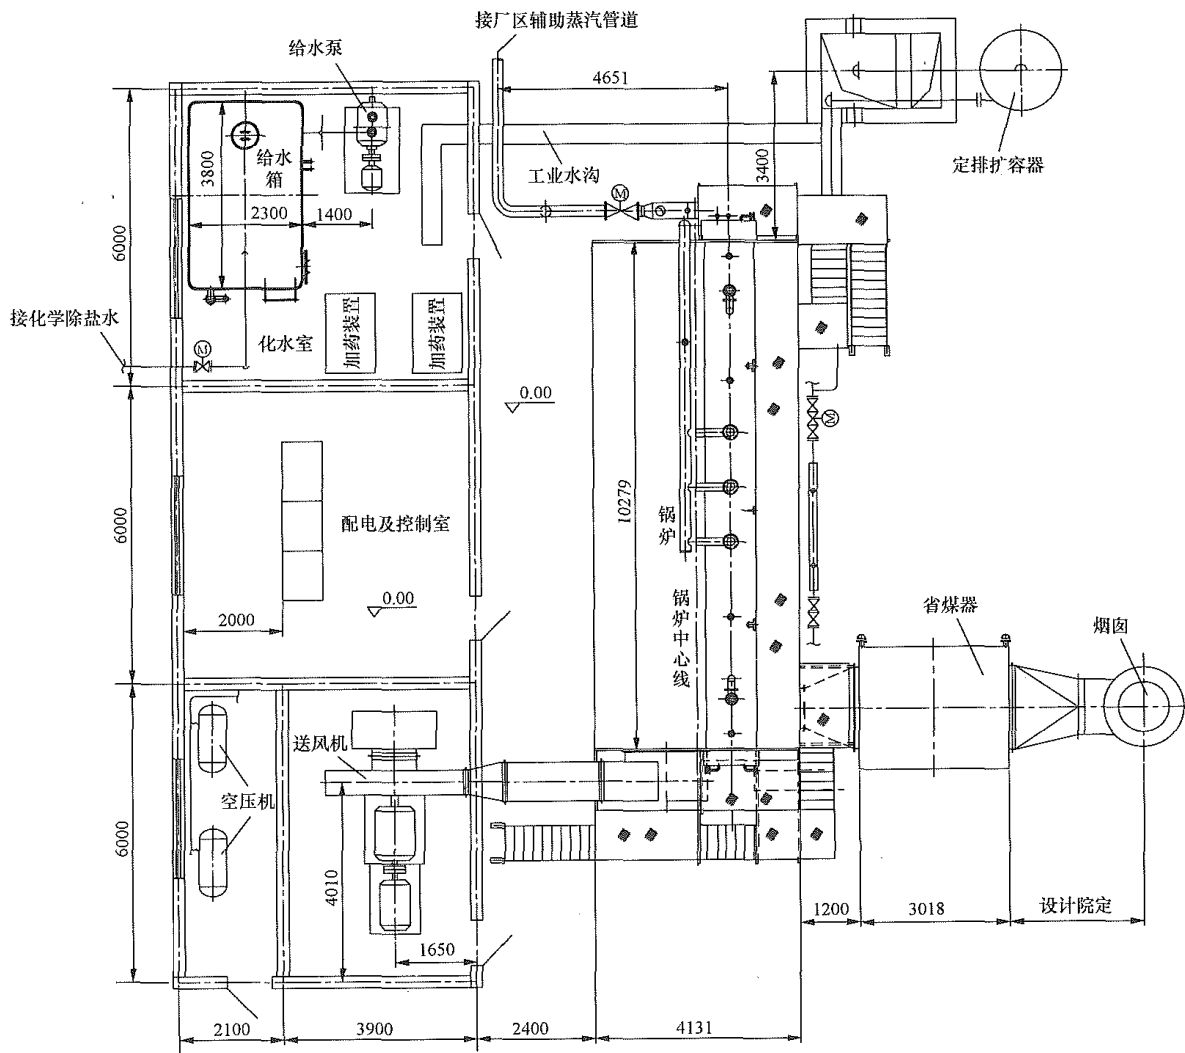 接厂区辅助蒸汽管道
给水泵
4651
给水
箱
3800
2300
1400
工业水沟
M
3400
定排扩容器
6000
接化学除盐水
M
化水室
加药装置
加药装置
0.00
M
10279
6000
配电及控制室
锅炉
0.00
2000
锅炉中心线
省煤器
烟囱
送风机
空压机
6000
4010
1650
1200
3018
设计院定
2100
3900
2400
4131